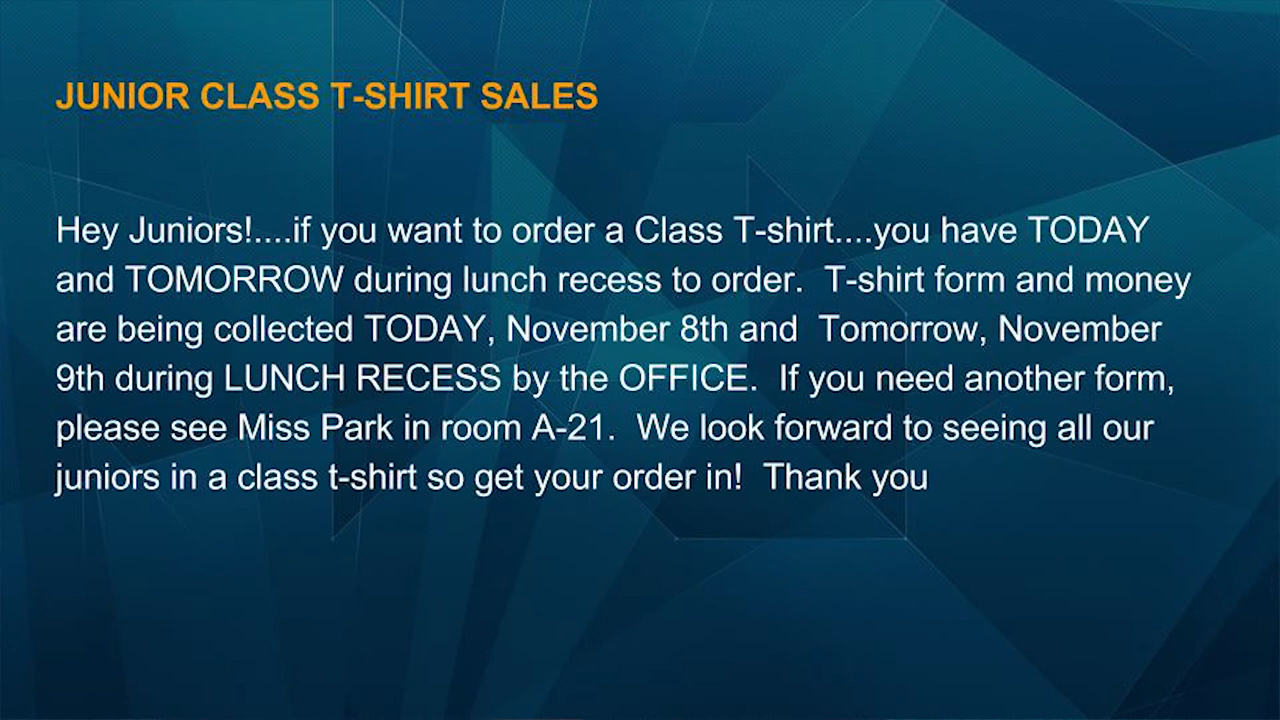 JUNIOR CLASS T-SHIRT SALES
Hey Juniors!....if you want to order a Class T-shirt....you have TODAY
and TOMORROW during lunch recess to order.  T-shirt form and money
are being collected TODAY, November 8th and  Tomorrow, November
9th during LUNCH RECESS by the OFFICE.  If you need another form,
please see Miss Park in room A-21.  We look forward to seeing all our
juniors in a class t-shirt so get your order in!  Thank you